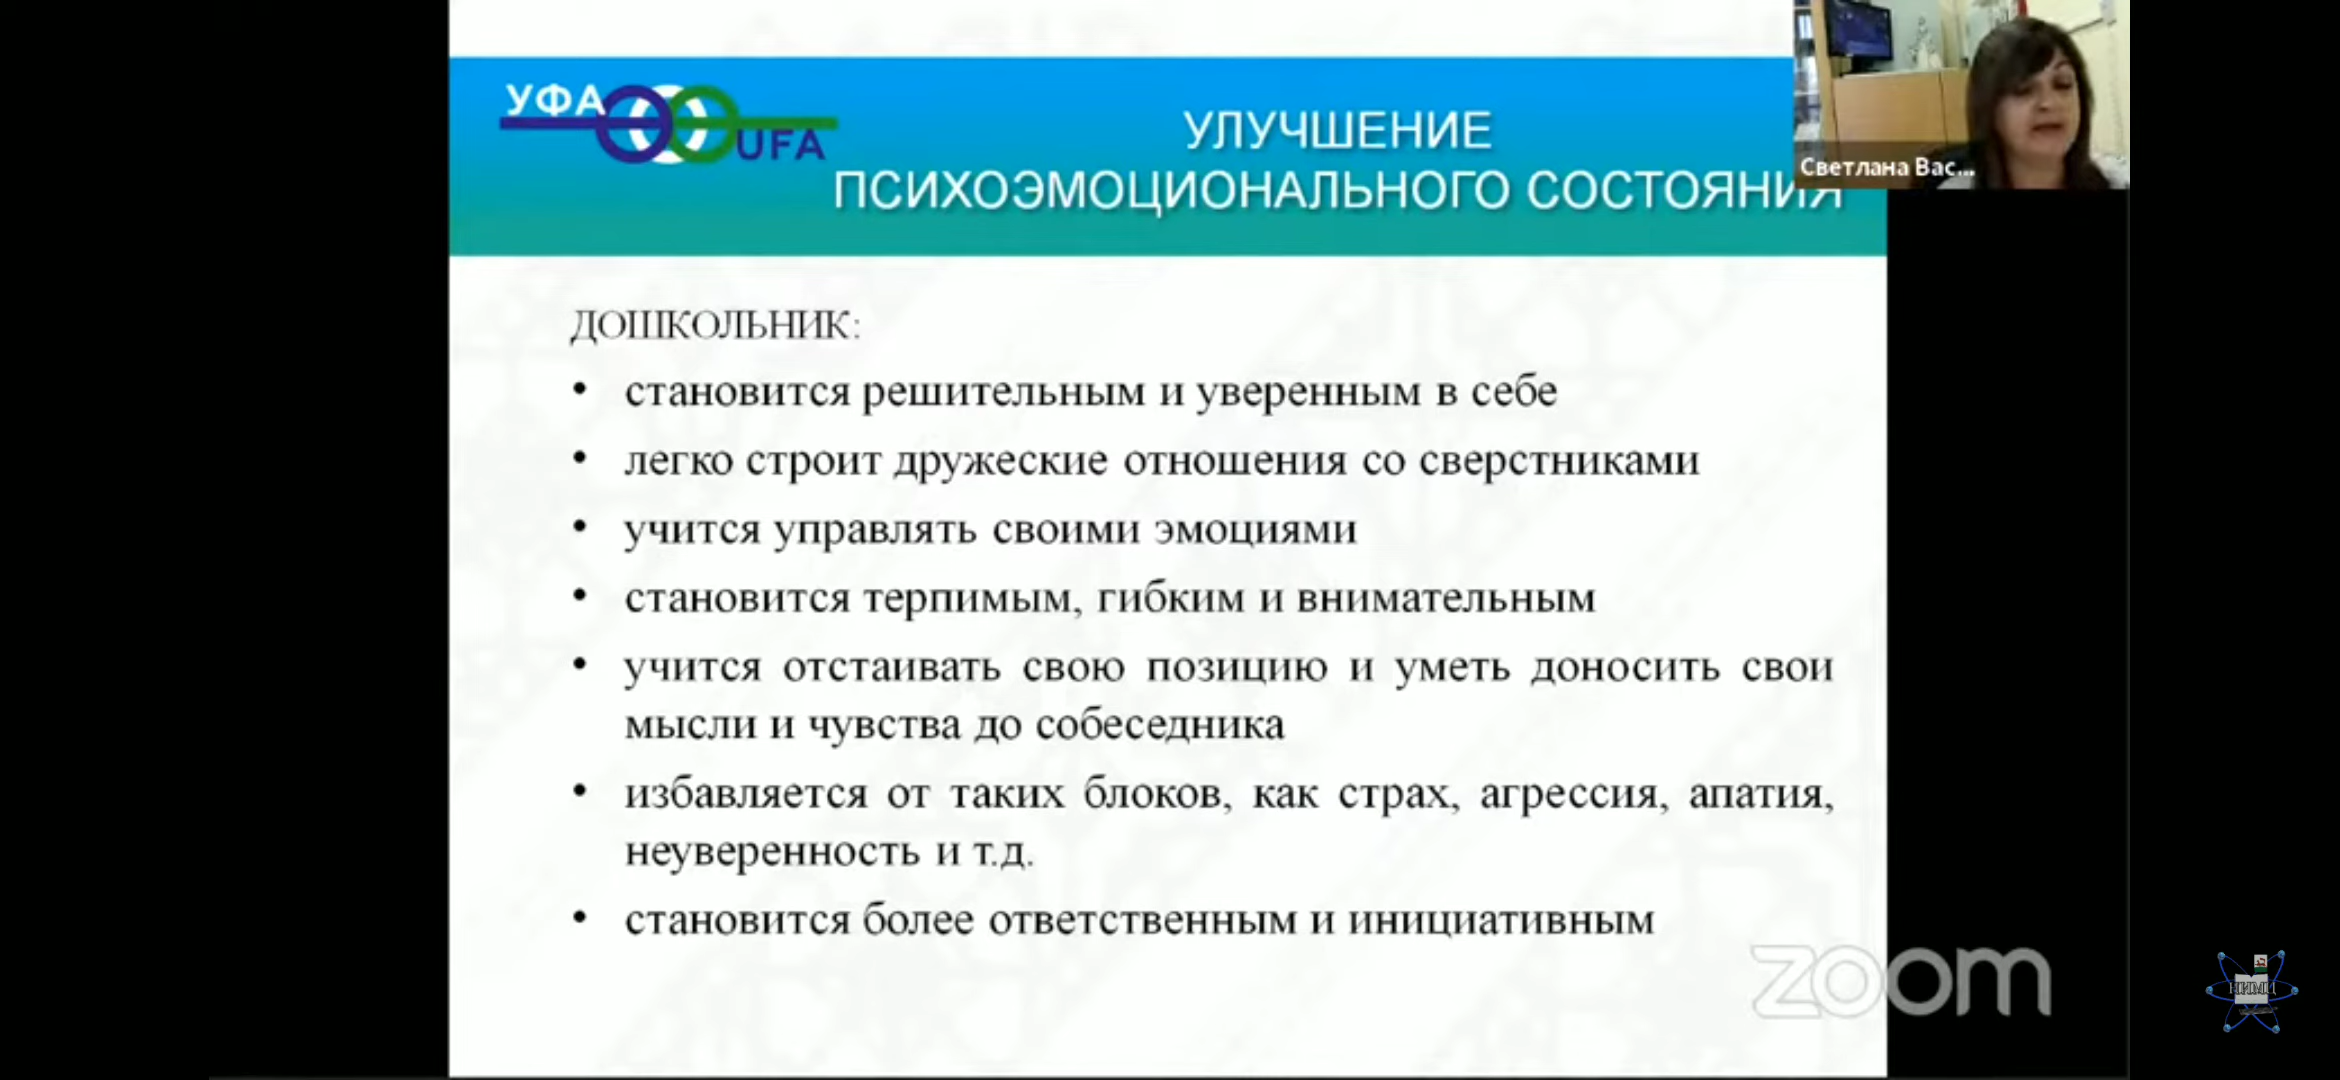 УФА
UFA
УЛУЧШЕНИЕ
ПСИХОЭМОЦИОНАЛЬНОГО СОСТОЯНИЯ
Светлана Вас...
ДОШКОЛЬНИК:
• становится решительным и уверенным в себе
• легко строит дружеские отношения со сверстниками
• учится управлять своими эмоциями
• становится терпимым, гибким и внимательным
• учится отстаивать свою позицию и уметь доносить свои
мысли и чувства до собеседника
• избавляется от таких блоков, как страх, агрессия, апатия,
неуверенность и т.д.
• становится более ответственным и инициативным
zoom
НИМЦ